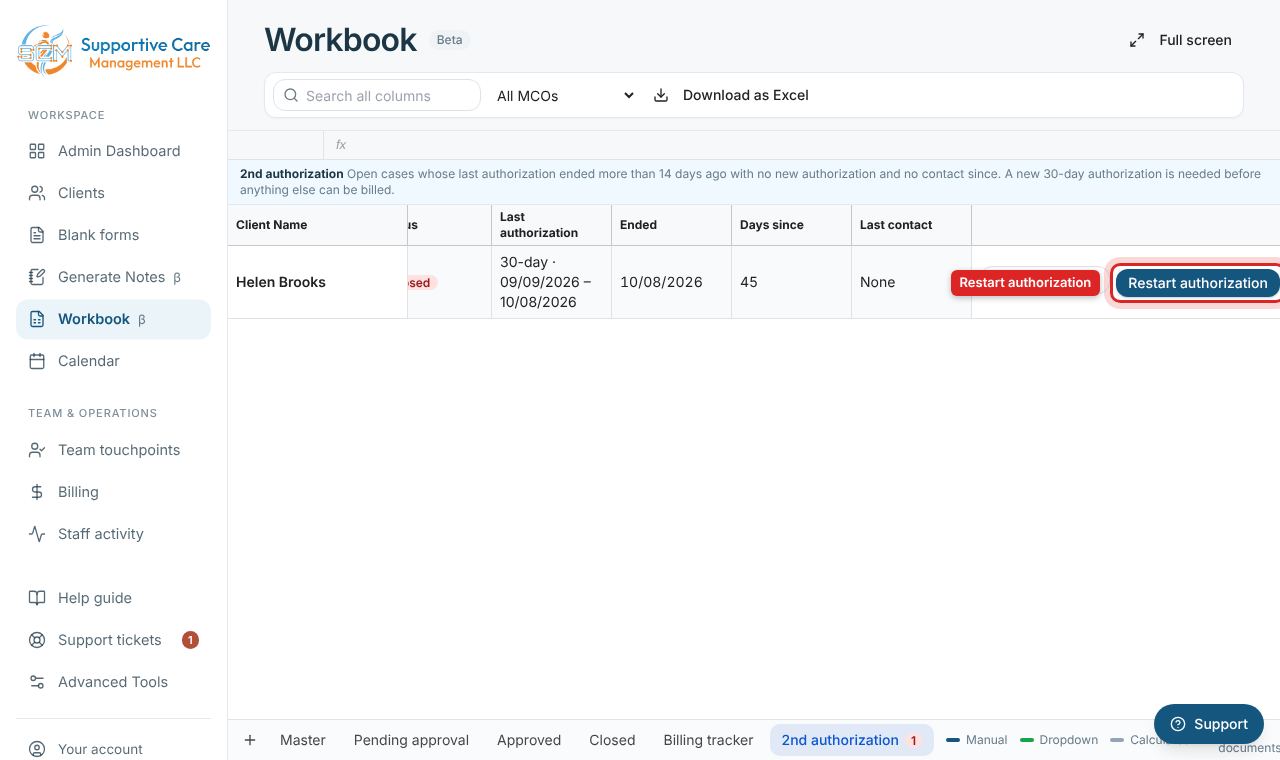 SCM
Supportive Care
Management LLC
WORKSPACE
Admin Dashboard
Clients
Blank forms
Generate Notes β
Workbook β
Calendar
TEAM & OPERATIONS
Team touchpoints
Billing
Staff activity
Help guide
Support tickets 1
Advanced Tools
Your account
Workbook Beta
Full screen
Search all columns
All MCOs
Download as Excel
fx
2nd authorization Open cases whose last authorization ended more than 14 days ago with no new authorization and no contact since. A new 30-day authorization is needed before
anything else can be billed.
Client Name
us
Last
authorization
Ended
Days since
Last contact
Helen Brooks
sed
30-day ·
09/09/2026 –
10/08/2026
10/08/2026
45
None
Restart authorization
Restart authorization
Support
+ Master Pending approval Approved Closed Billing tracker 2nd authorization 1 Manual Dropdown
documents